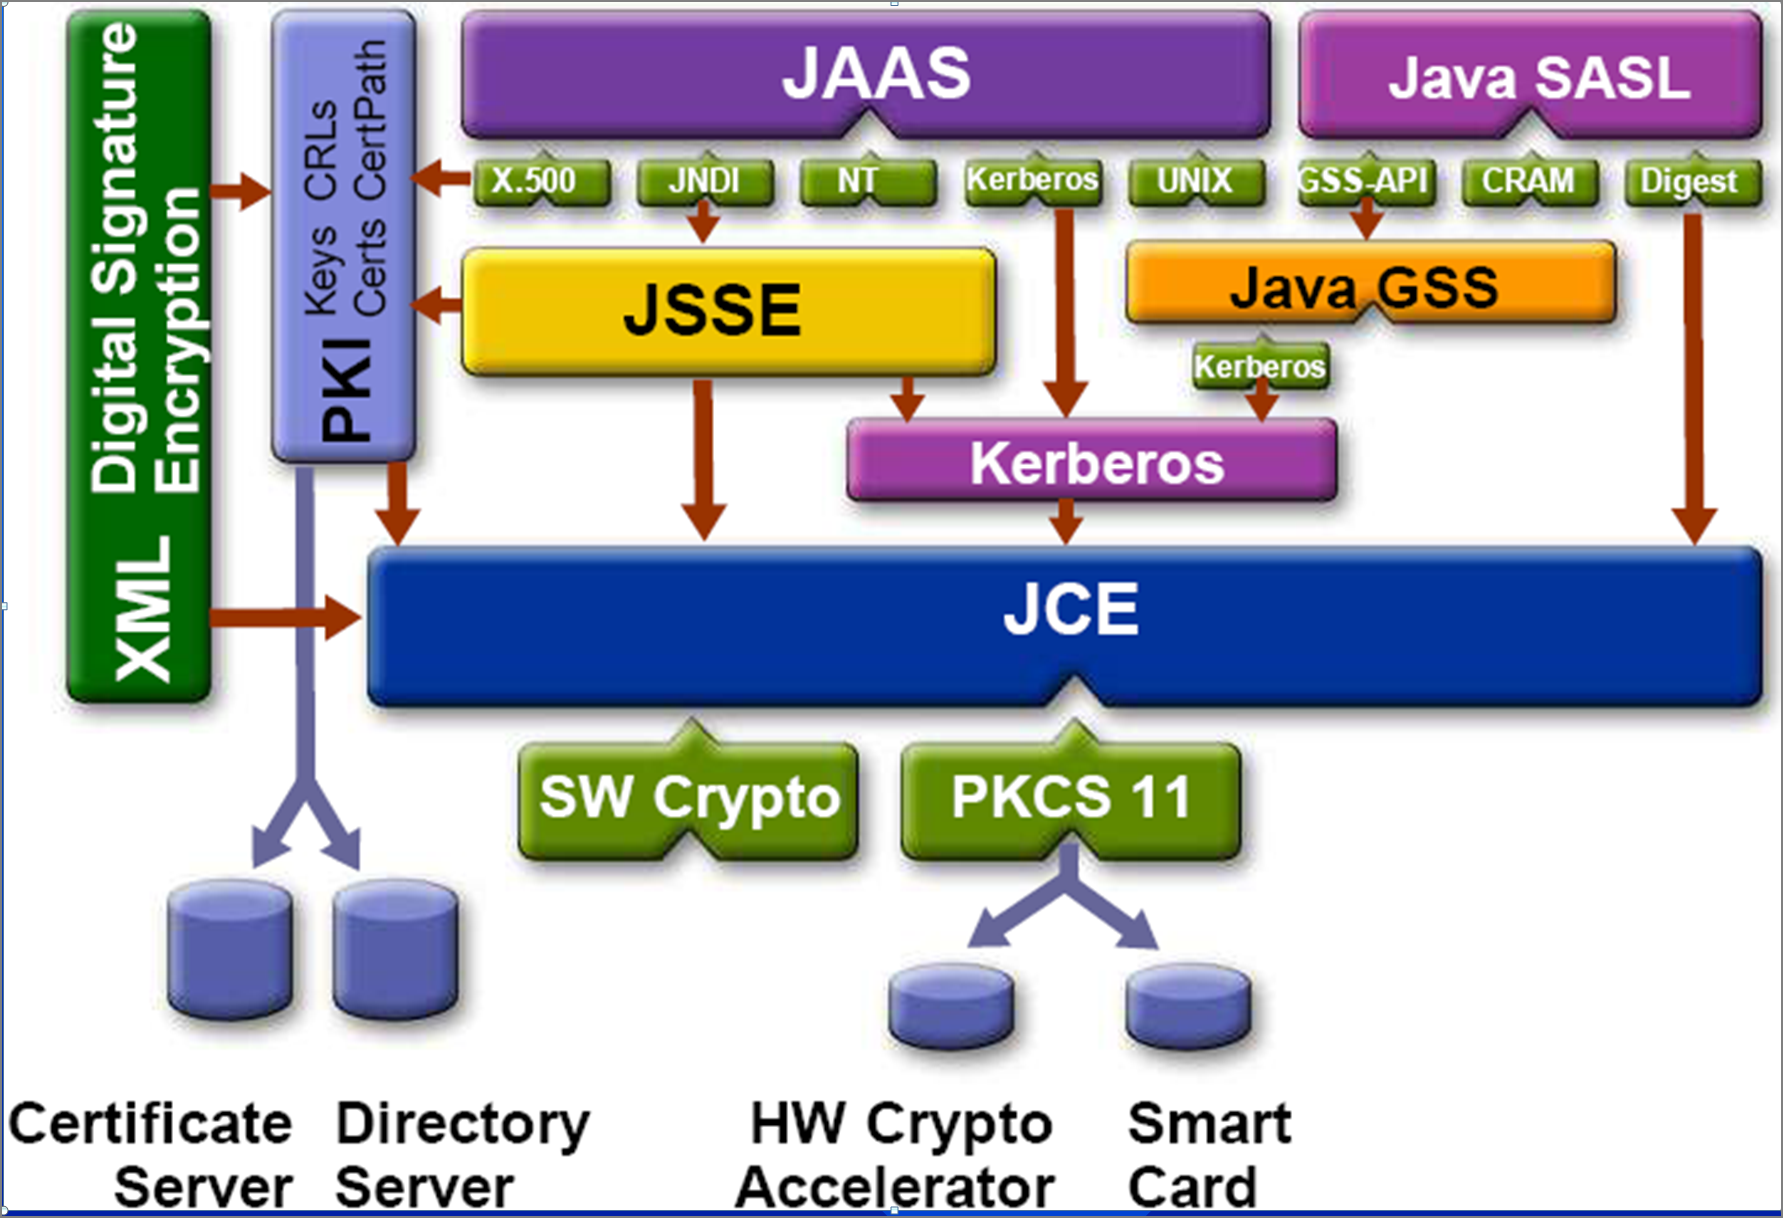 XML Digital Signature
Encryption
PKI Keys CRLs
Certs CertPath
JAAS
Java SASL
X.500
JNDI
NT
Kerberos
UNIX
GSS-API
CRAM
Digest
JSSE
Java GSS
Kerberos
Kerberos
JCE
SW Crypto
PKCS 11
Certificate
Server
Directory
Server
HW Crypto
Accelerator
Smart
Card